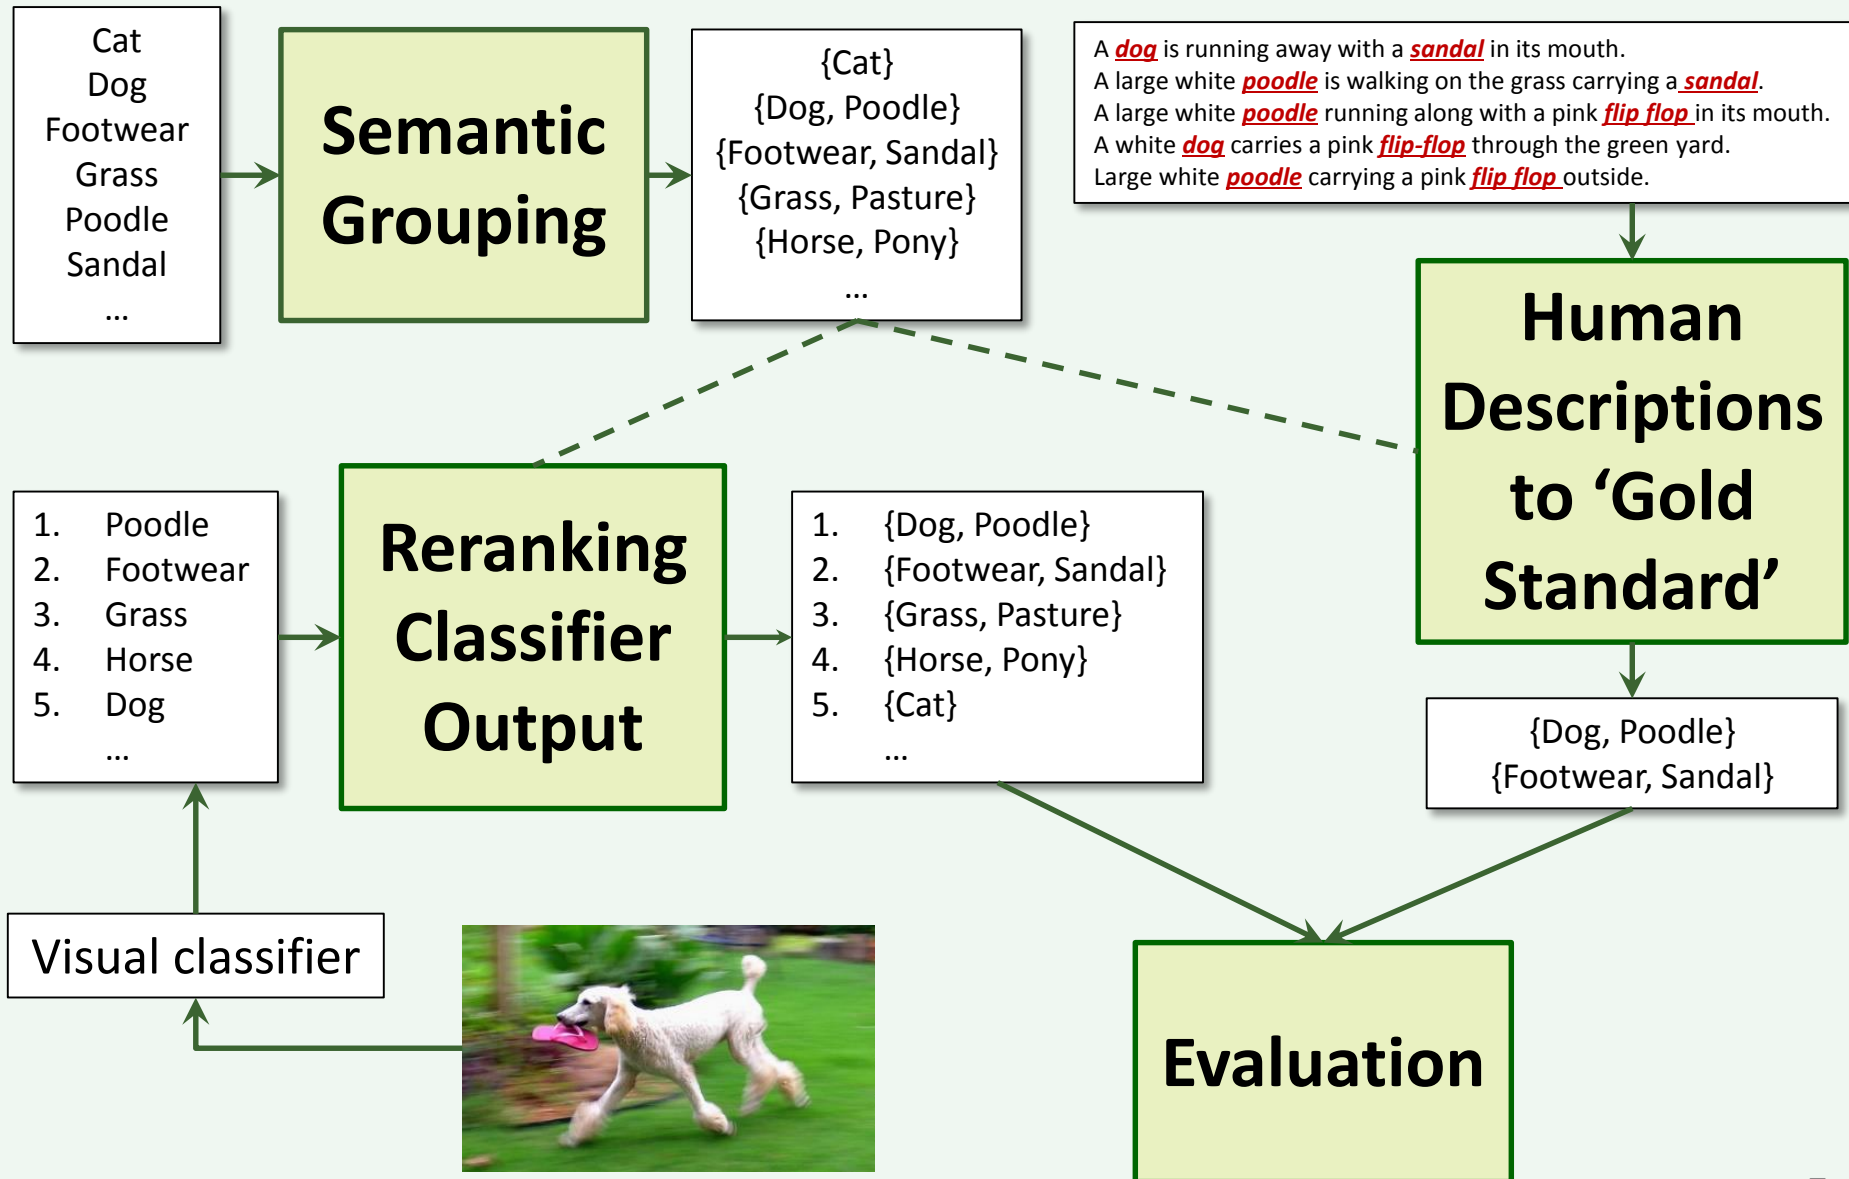 Cat
Dog
Footwear
Grass
Poodle
Sandal
...
Semantic
Grouping
{Cat}
{Dog, Poodle}
{Footwear, Sandal}
{Grass, Pasture}
{Horse, Pony}
...
A dog is running away with a sandal in its mouth.
A large white poodle is walking on the grass carrying a sandal.
A large white poodle running along with a pink flip flop in its mouth.
A white dog carries a pink flip-flop through the green yard.
Large white poodle carrying a pink flip flop outside.
Human
Descriptions
to ‘Gold
Standard’
1. Poodle
2. Footwear
3. Grass
4. Horse
5. Dog
...
Reranking
Classifier
Output
1. {Dog, Poodle}
2. {Footwear, Sandal}
3. {Grass, Pasture}
4. {Horse, Pony}
5. {Cat}
...
{Dog, Poodle}
{Footwear, Sandal}
Visual classifier
Evaluation